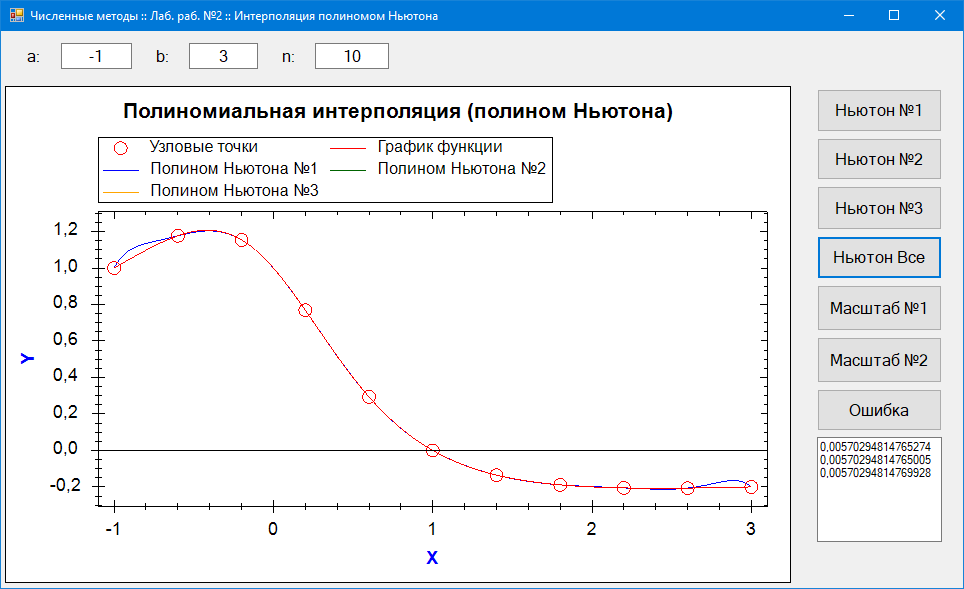 Численные методы :: Лаб. раб. №2 :: Интерполяция полиномом Ньютона
a: -1 b: 3 n: 10
Полиномиальная интерполяция (полином Ньютона)
Узловые точки График функции
Полином Ньютона №1 Полином Ньютона №2
Полином Ньютона №3
1,2
1,0
0,8
0,6
0,4
0,2
0,0
-0,2
Y
-1 0 1 2 3
X
Ньютон №1
Ньютон №2
Ньютон №3
Ньютон Все
Масштаб №1
Масштаб №2
Ошибка
0,00570294814765274
0,00570294814765005
0,00570294814769928